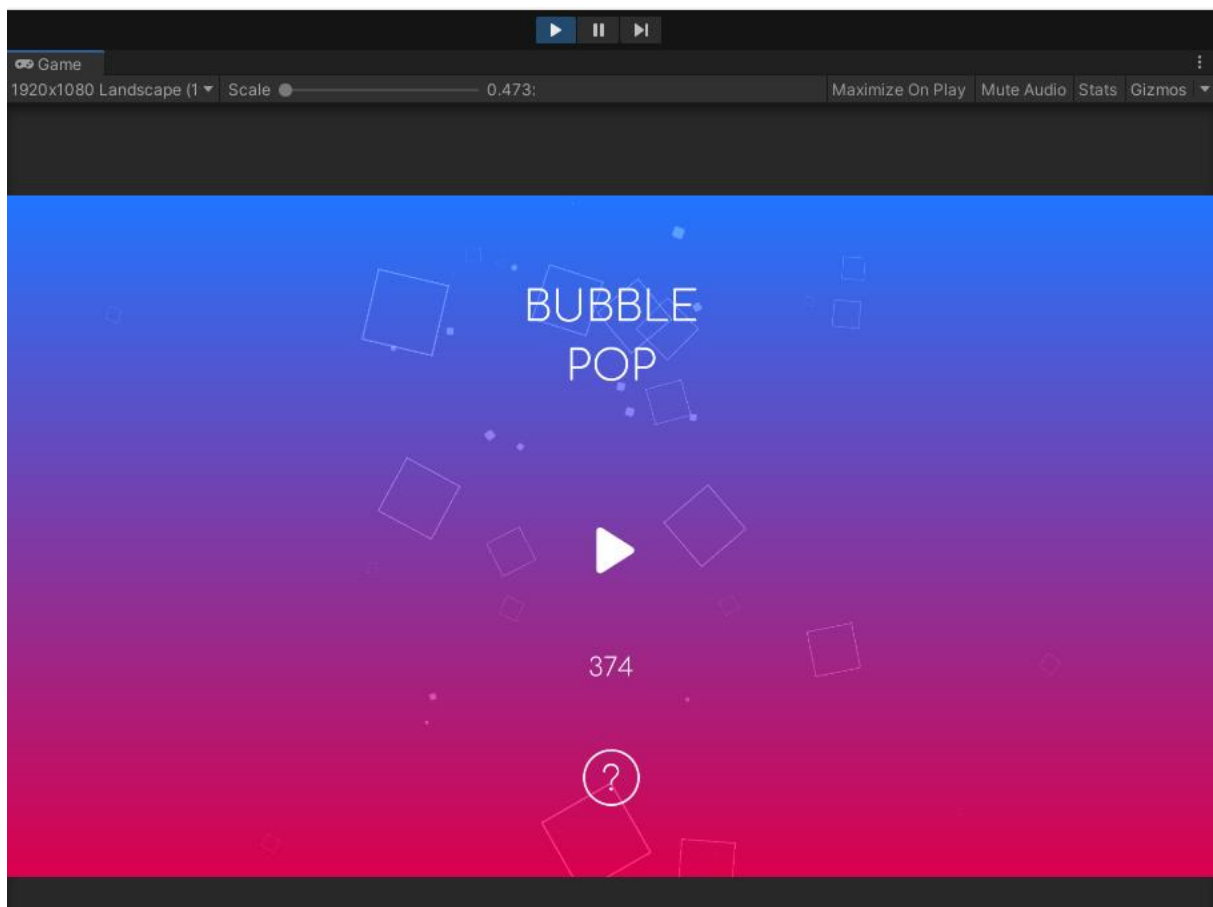 Game
1920x1080 Landscape (1 Scale 0.473: Maximize On Play Mute Audio Stats Gizmos
BUBBLE
POP
374
?